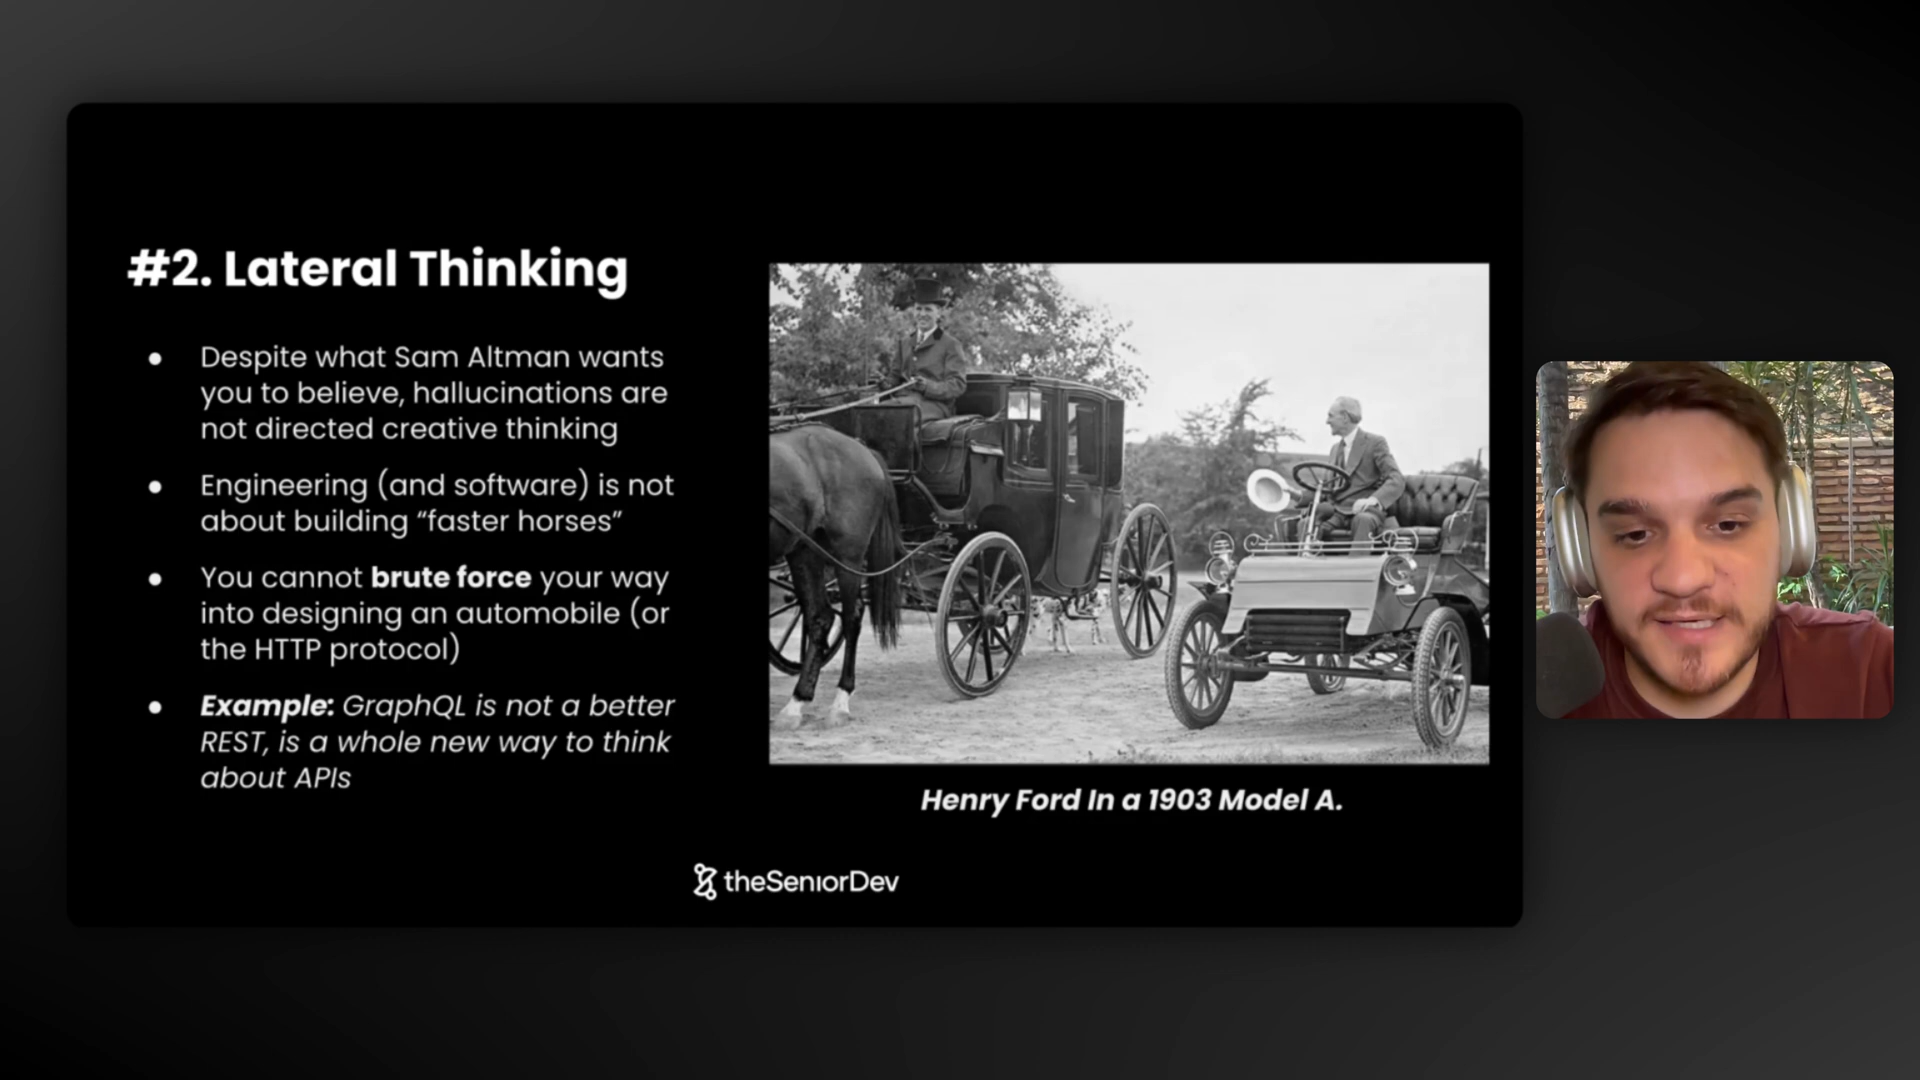 #2. Lateral Thinking
● Despite what Sam Altman wants
you to believe, hallucinations are
not directed creative thinking
● Engineering (and software) is not
about building “faster horses”
● You cannot brute force your way
into designing an automobile (or
the HTTP protocol)
● Example: GraphQL is not a better
REST, is a whole new way to think
about APIs
Henry Ford In a 1903 Model A.
theSeniorDev